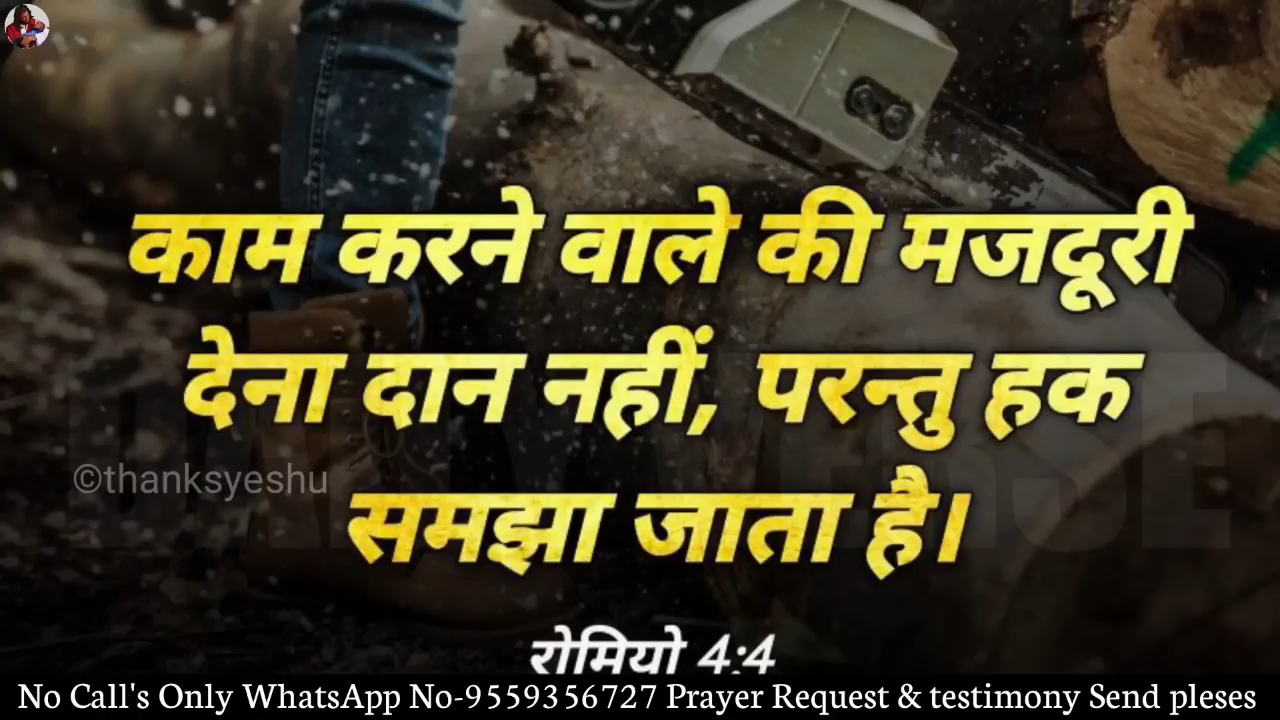 काम करने वाले की मजदूरी
देना दान नहीं, परन्तु हक
©thanksyeshu
समझा जाता है।
रोमियो 4:4
No Call's Only WhatsApp No-9559356727 Prayer Request & testimony Send pleses